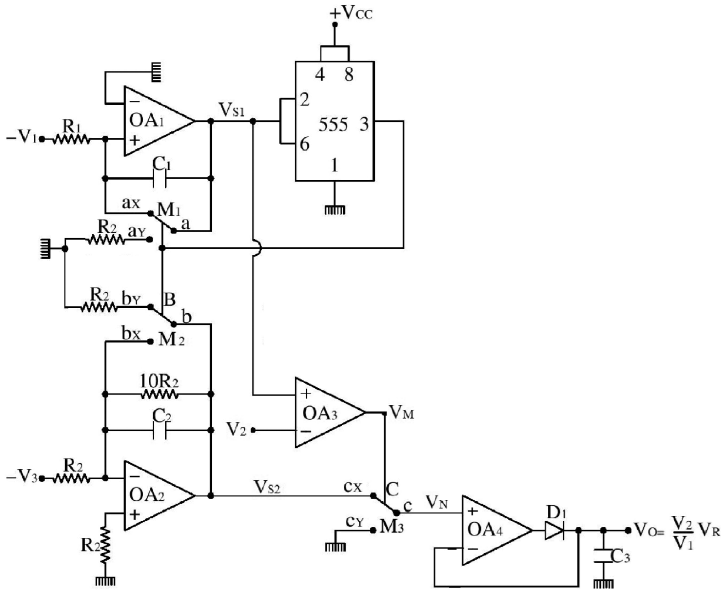 +VCC
4 8
2
555 3
6
1
−
OA1
+
VS1
−V1 R1
C1
aX M1
a
R2 aY
R2 bY B
b
bX M2
10R2
C2
−V3 R2
−
OA2
+
R2
VS2
+
OA3
−
VM
V2
cX C
c
cY M3
VN
+
OA4
−
D1
C3
VO= V2/V1 VR